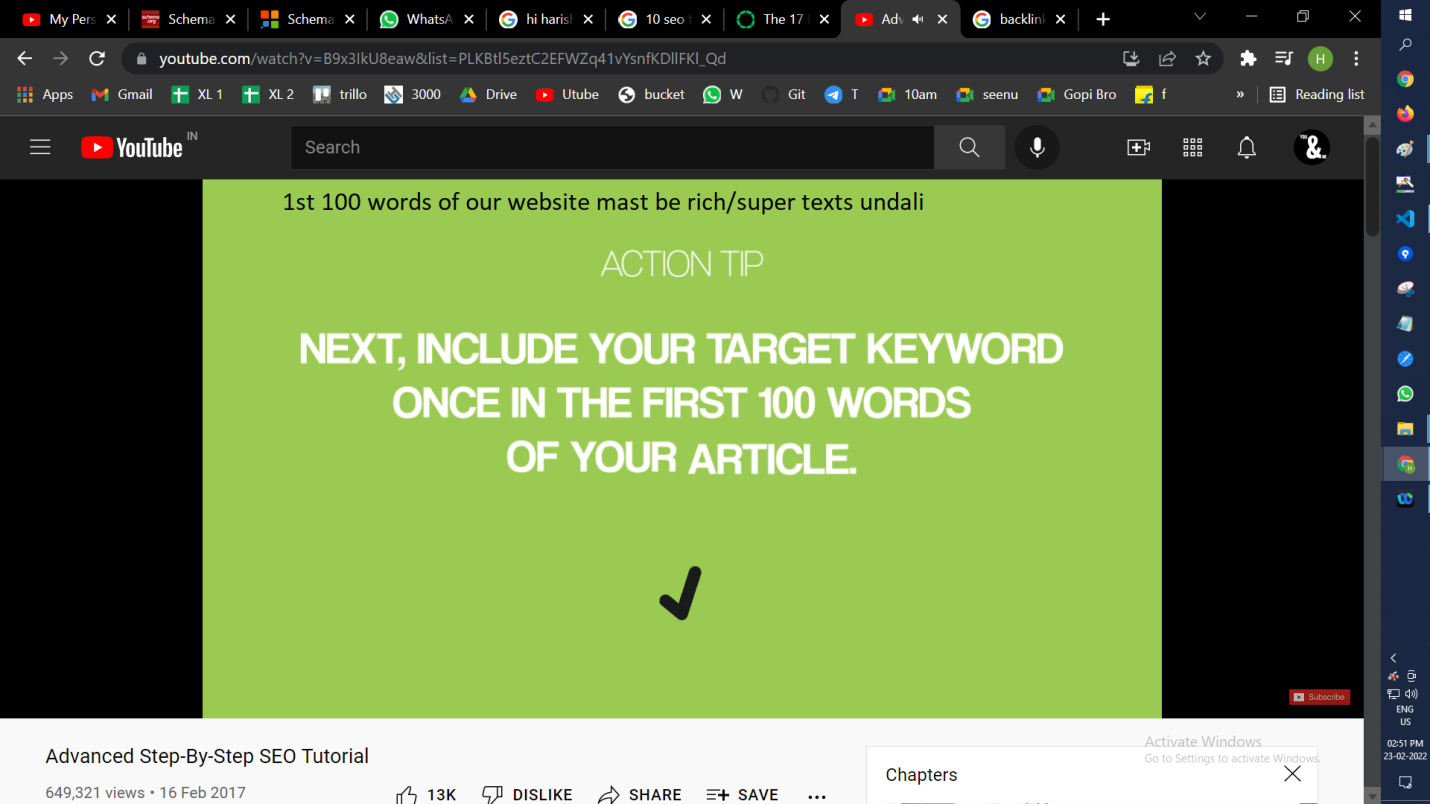 My Pers
Schema
Schema
WhatsA
hi haris
10 seo t
The 17
Adv
backlink
youtube.com/watch?v=B9x3IkU8eaw&list=PLKBtl5eztC2EFWZq41vYsnfKDllFKl_Qd
H
Apps
Gmail
XL 1
XL 2
trillo
3000
Drive
Utube
bucket
W
Git
T
10am
seenu
Gopi Bro
f
»
Reading list
YouTube IN
Search
1st 100 words of our website mast be rich/super texts undali
ACTION TIP
NEXT, INCLUDE YOUR TARGET KEYWORD
ONCE IN THE FIRST 100 WORDS
OF YOUR ARTICLE.
Subscribe
Advanced Step-By-Step SEO Tutorial
649,321 views • 16 Feb 2017
13K
DISLIKE
SHARE
SAVE
Chapters
Activate Windows
Go to Settings to activate Windows.
ENG
US
02:51 PM
23-02-2022